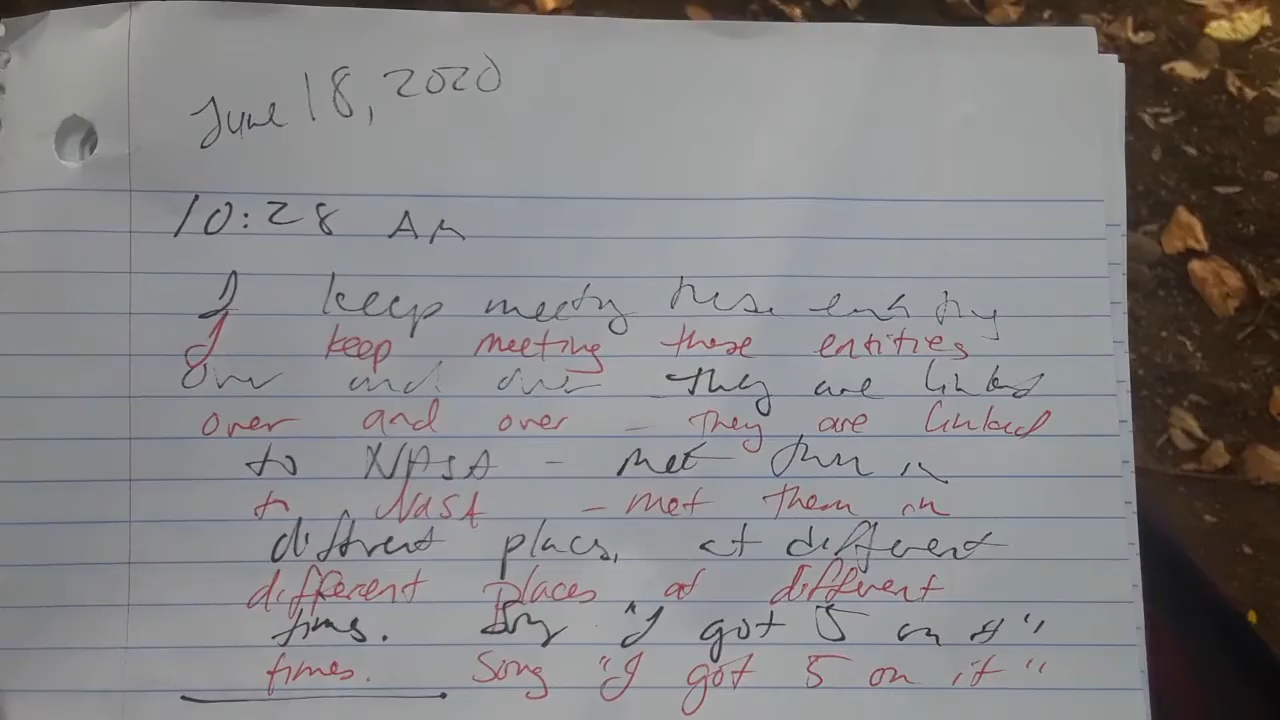 June 18, 2020
10:28 AM
I keep meeting these entity
I keep meeting these entities
over and over they are linked
over and over - They are linked
to NASA - met them in
to NASA - met them in
different places, at different
different places at different
times. Song "I got 5 on it"
times. Song "I got 5 on it"